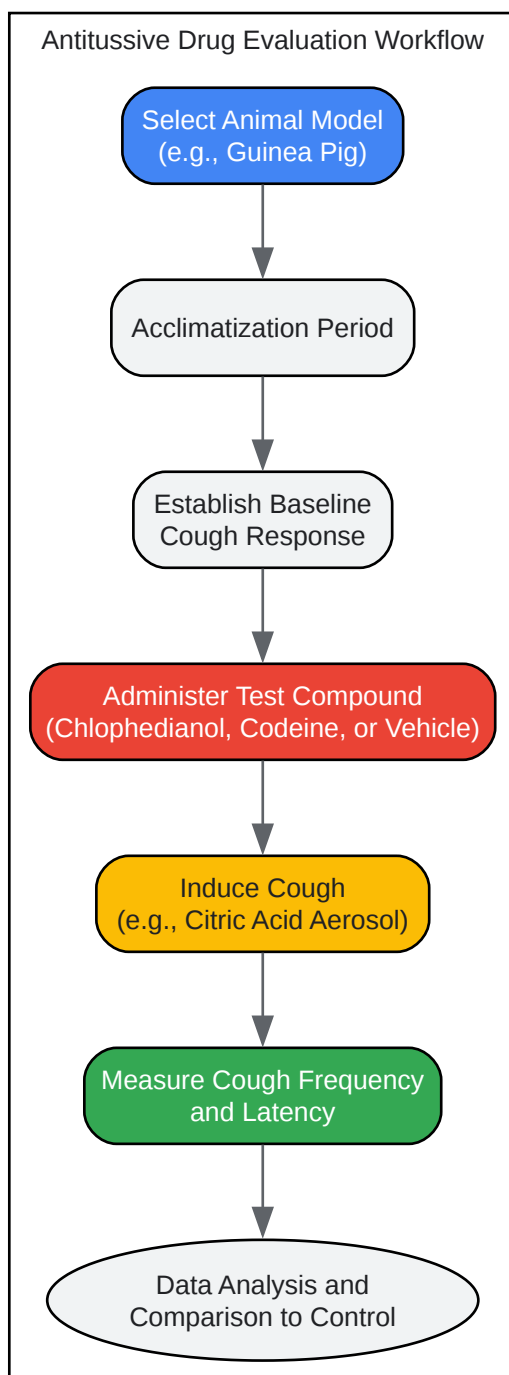 Antitussive Drug Evaluation Workflow
Select Animal Model
(e.g., Guinea Pig)
Acclimatization Period
Establish Baseline
Cough Response
Administer Test Compound
(Chlophedianol, Codeine, or Vehicle)
Induce Cough
(e.g., Citric Acid Aerosol)
Measure Cough Frequency
and Latency
Data Analysis and
Comparison to Control